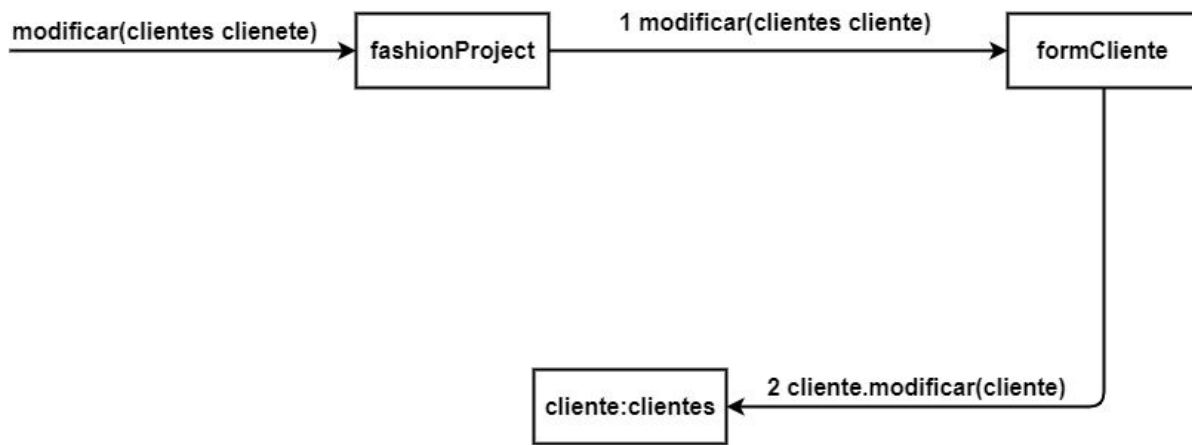 modificar(clientes clienete)
fashionProject
1 modificar(clientes cliente)
formCliente
2 cliente.modificar(cliente)
cliente:clientes